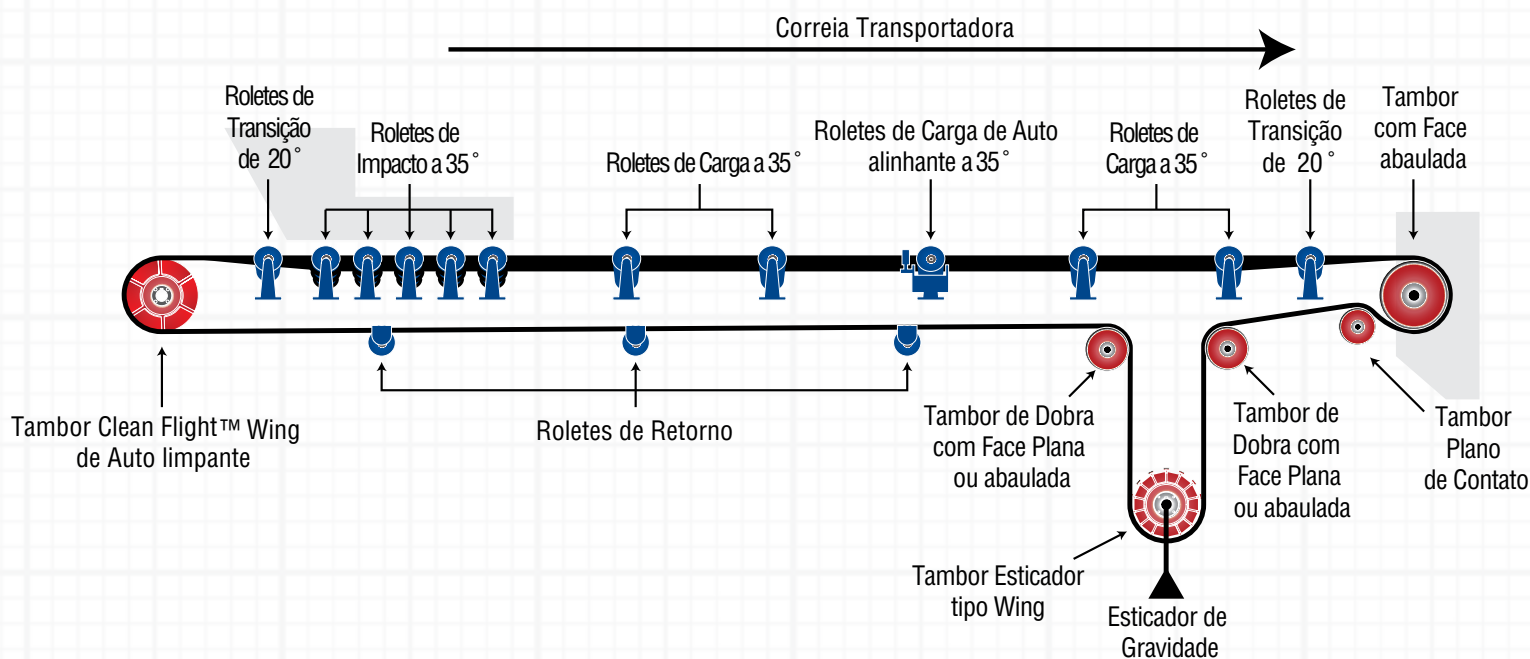 Correia Transportadora
Roletes de
Transição
de 20°
Roletes de
Impacto a 35°
Roletes de Carga a 35°
Roletes de Carga de Auto
alinhante a 35°
Roletes de
Carga a 35°
Roletes de
Transição
de 20°
Tambor
com Face
abaulada
Tambor Clean Flight™ Wing
de Auto limpante
Roletes de Retorno
Tambor de Dobra
com Face Plana
ou abaulada
Tambor de
Dobra com
Face Plana
ou abaulada
Tambor
Plano
de Contato
Tambor Esticador
tipo Wing
Esticador de
Gravidade